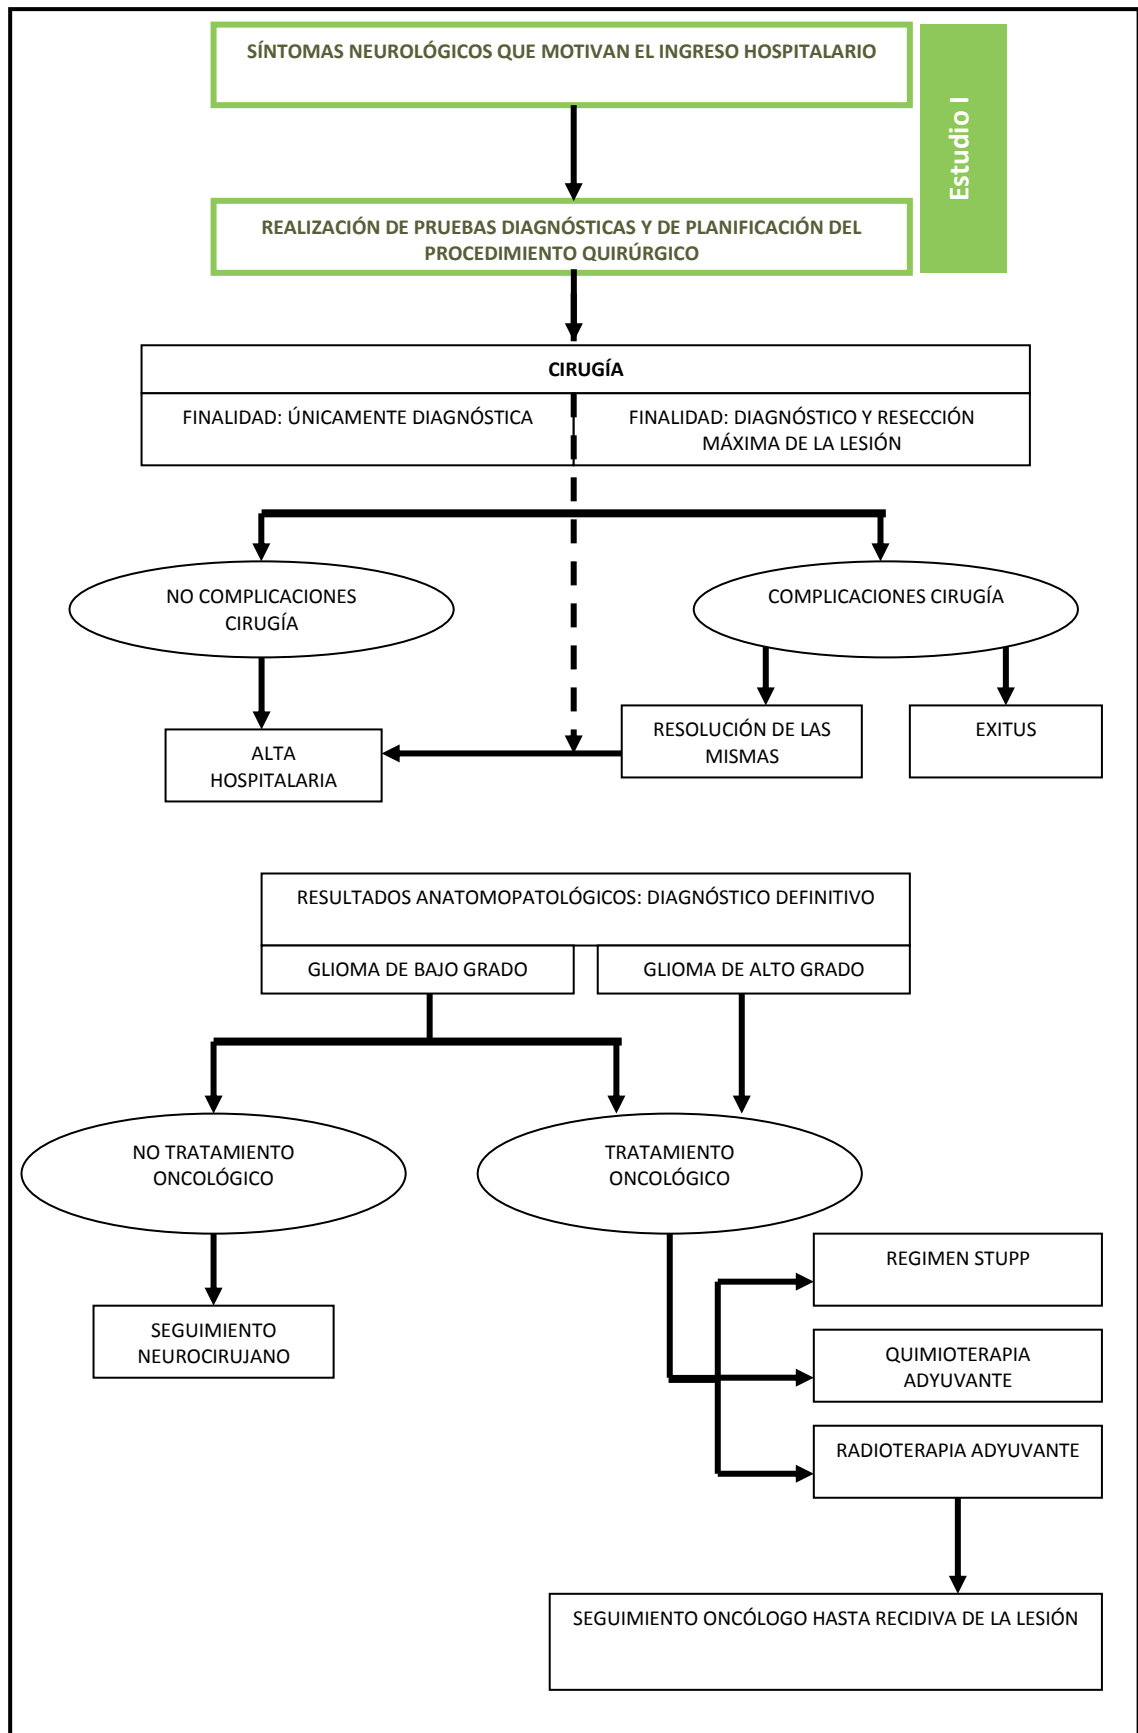 SÍNTOMAS NEUROLÓGICOS QUE MOTIVAN EL INGRESO HOSPITALARIO
Estudio I
REALIZACIÓN DE PRUEBAS DIAGNÓSTICAS Y DE PLANIFICACIÓN DEL
PROCEDIMIENTO QUIRÚRGICO
CIRUGÍA
FINALIDAD: ÚNICAMENTE DIAGNÓSTICA
FINALIDAD: DIAGNÓSTICO Y RESECCIÓN
MÁXIMA DE LA LESIÓN
NO COMPLICACIONES
CIRUGÍA
COMPLICACIONES CIRUGÍA
ALTA
HOSPITALARIA
RESOLUCIÓN DE LAS
MISMAS
EXITUS
RESULTADOS ANATOMOPATOLÓGICOS: DIAGNÓSTICO DEFINITIVO
GLIOMA DE BAJO GRADO
GLIOMA DE ALTO GRADO
NO TRATAMIENTO
ONCOLÓGICO
TRATAMIENTO
ONCOLÓGICO
SEGUIMIENTO
NEUROCIRUJANO
REGIMEN STUPP
QUIMIOTERAPIA
ADYUVANTE
RADIOTERAPIA ADYUVANTE
SEGUIMIENTO ONCÓLOGO HASTA RECIDIVA DE LA LESIÓN